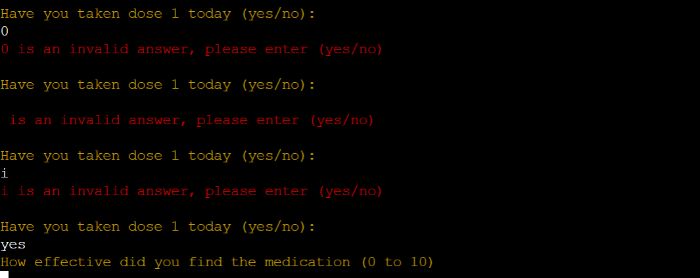 Have you taken dose 1 today (yes/no):
0
0 is an invalid answer, please enter (yes/no)
Have you taken dose 1 today (yes/no):
is an invalid answer, please enter (yes/no)
Have you taken dose 1 today (yes/no):
i
i is an invalid answer, please enter (yes/no)
Have you taken dose 1 today (yes/no):
yes
How effective did you find the medication (0 to 10)